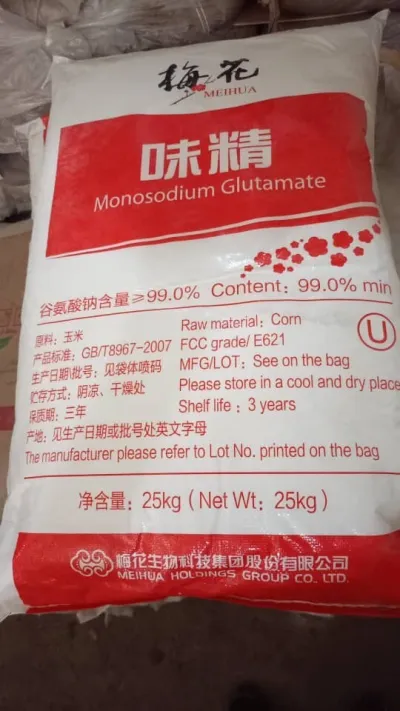 梅花
MEIHUA
味精
Monosodium Glutamate
谷氨酸钠含量≥99.0% Content: 99.0% min
原料：玉米
产品标准：GB/T8967-2007
生产日期\批号：见袋体喷码
贮存方式：阴凉、干燥处
保质期：三年
产地：见生产日期或批号处英文字母
Raw material: Corn
FCC grade/ E621
MFG/LOT: See on the bag
Please store in a cool and dry place
Shelf life : 3 years
U
The manufacturer please refer to Lot No. printed on the bag
净含量：25kg ( Net Wt: 25kg )
梅花生物科技集团股份有限公司
MEIHUA HOLDINGS GROUP CO., LTD.